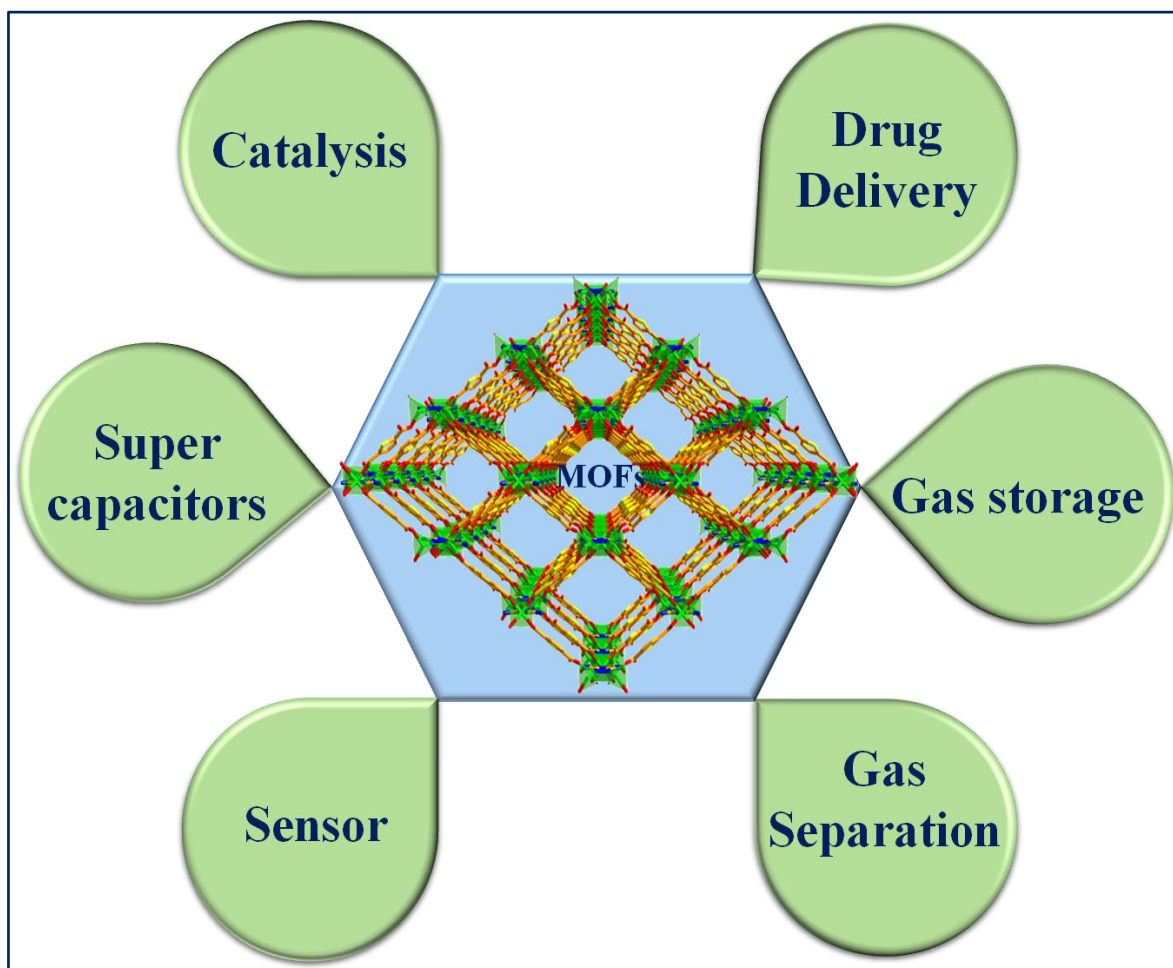 Catalysis
Drug
Delivery
Super
capacitors
MOFs
Gas storage
Sensor
Gas
Separation